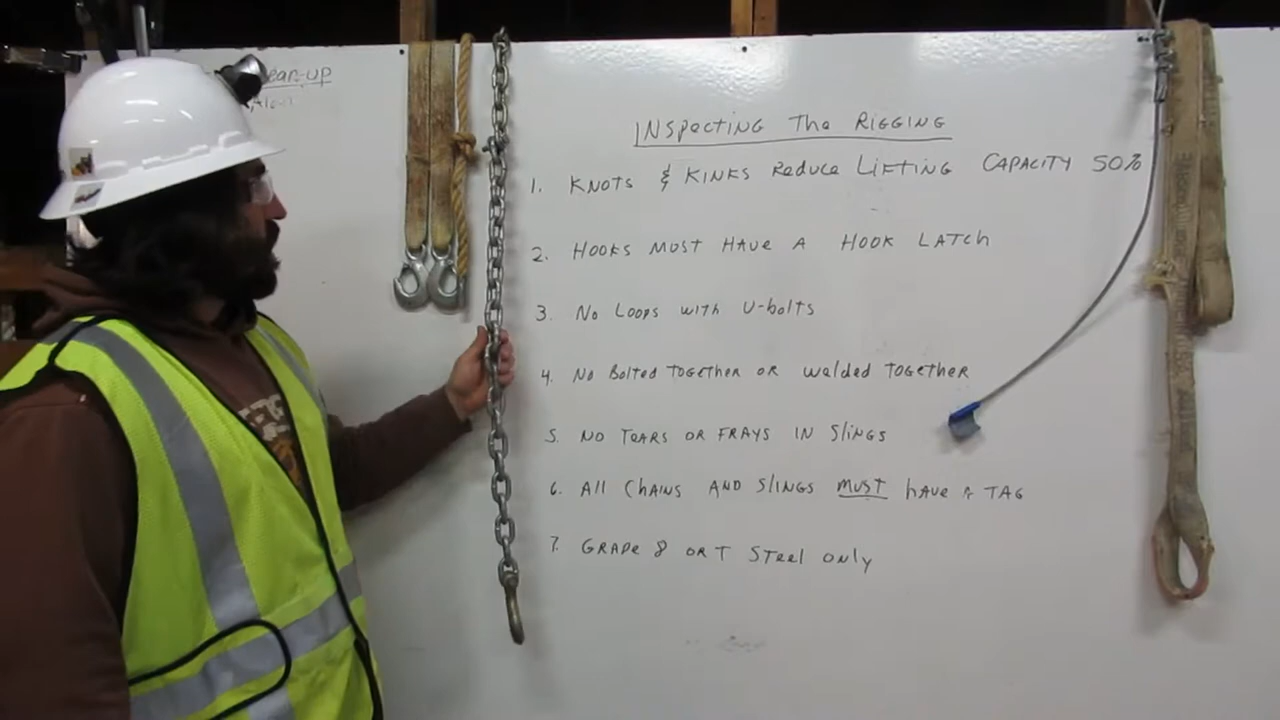 INspecting The RIGGING
1. KNOTS & KINKS Reduce LIFTING CAPACITY 50%
2. HOOKS MUST HAVE A HOOK LATCH
3. No Loops with U-bolts
4. No Bolted TOGETHER OR welded TOGETHER
5. NO TEARS OR FRAYS IN SlINGS
6. All ChAINS AND SlINGS MUST have A TAG
7. GRADe 8 OR T STeel ONly